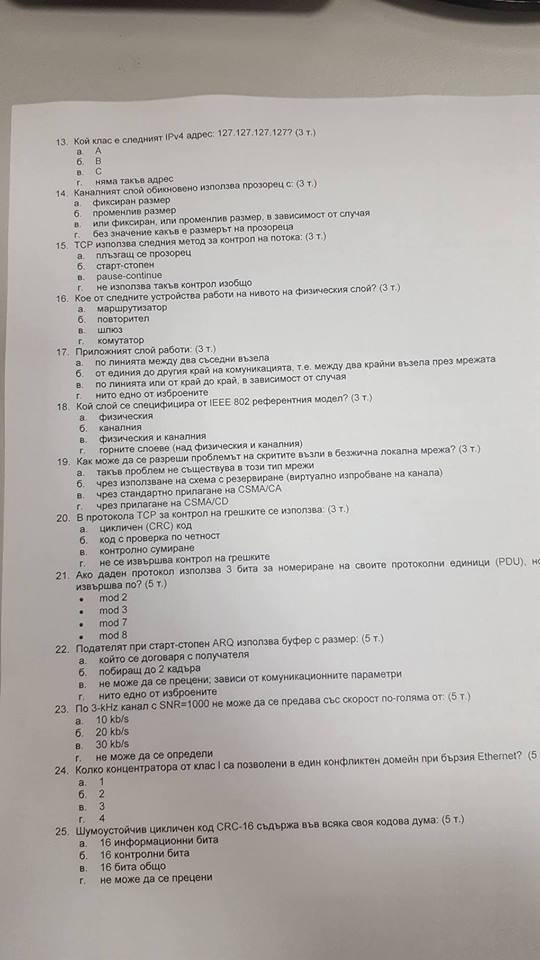 13. Кой клас е следният IPv4 адрес: 127.127.127.127? (3 т.)
а. A
б. B
в. C
г. няма такъв адрес
14. Каналният слой обикновено използва прозорец с: (3 т.)
а. фиксиран размер
б. променлив размер
в. или фиксиран, или променлив размер, в зависимост от случая
г. без значение какъв е размерът на прозореца
15. TCP използва следния метод за контрол на потока: (3 т.)
а. плъзгащ се прозорец
б. старт-стопен
в. pause-continue
г. не използва такъв контрол изобщо
16. Кое от следните устройства работи на нивото на физическия слой? (3 т.)
а. маршрутизатор
б. повторител
в. шлюз
г. комутатор
17. Приложният слой работи: (3 т.)
а. по линията между два съседни възела
б. от единия до другия край на комуникацията, т.е. между два крайни възела през мрежата
в. по линията или от край до край, в зависимост от случая
г. нито едно от изброените
18. Кой слой се специфицира от IEEE 802 референтния модел? (3 т.)
а. физическия
б. каналния
в. физическия и каналния
г. горните слоеве (над физическия и каналния)
19. Как може да се разреши проблемът на скритите възли в безжична локална мрежа? (3 т.)
а. такъв проблем не съществува в този тип мрежи
б. чрез използване на схема с резервиране (виртуално изпробване на канала)
в. чрез стандартно прилагане на CSMA/CA
г. чрез прилагане на CSMA/CD
20. В протокола TCP за контрол на грешките се използва: (3 т.)
а. цикличен (CRC) код
б. код с проверка по четност
в. контролно сумиране
г. не се извършва контрол на грешките
21. Ако даден протокол използва 3 бита за номериране на своите протоколни единици (PDU), но
извършва по? (5 т.)
• mod 2
• mod 3
• mod 7
• mod 8
22. Подателят при старт-стопен ARQ използва буфер с размер: (5 т.)
а. който се договаря с получателя
б. побиращ до 2 кадъра
в. не може да се прецени; зависи от комуникационните параметри
г. нито едно от изброените
23. По 3-kHz канал с SNR=1000 не може да се предава със скорост по-голяма от: (5 т.)
а. 10 kb/s
б. 20 kb/s
в. 30 kb/s
г. не може да се определи
24. Колко концентратора от клас I са позволени в един конфликтен домейн при бързия Ethernet? (5
а. 1
б. 2
в. 3
г. 4
25. Шумоустойчив цикличен код CRC-16 съдържа във всяка своя кодова дума: (5 т.)
а. 16 информационни бита
б. 16 контролни бита
в. 16 бита общо
г. не може да се прецени